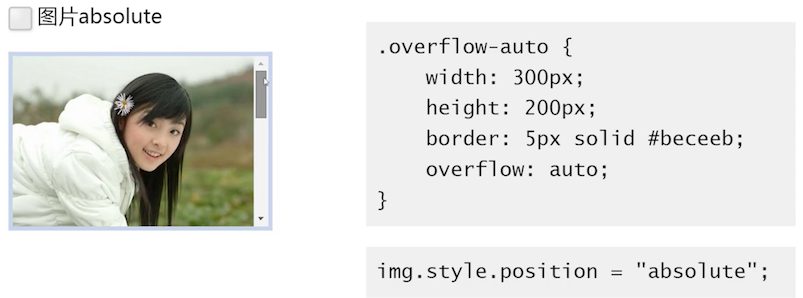 图片absolute
.overflow-auto {
    width: 300px;
    height: 200px;
    border: 5px solid #beceeb;
    overflow: auto;
}
img.style.position = "absolute";